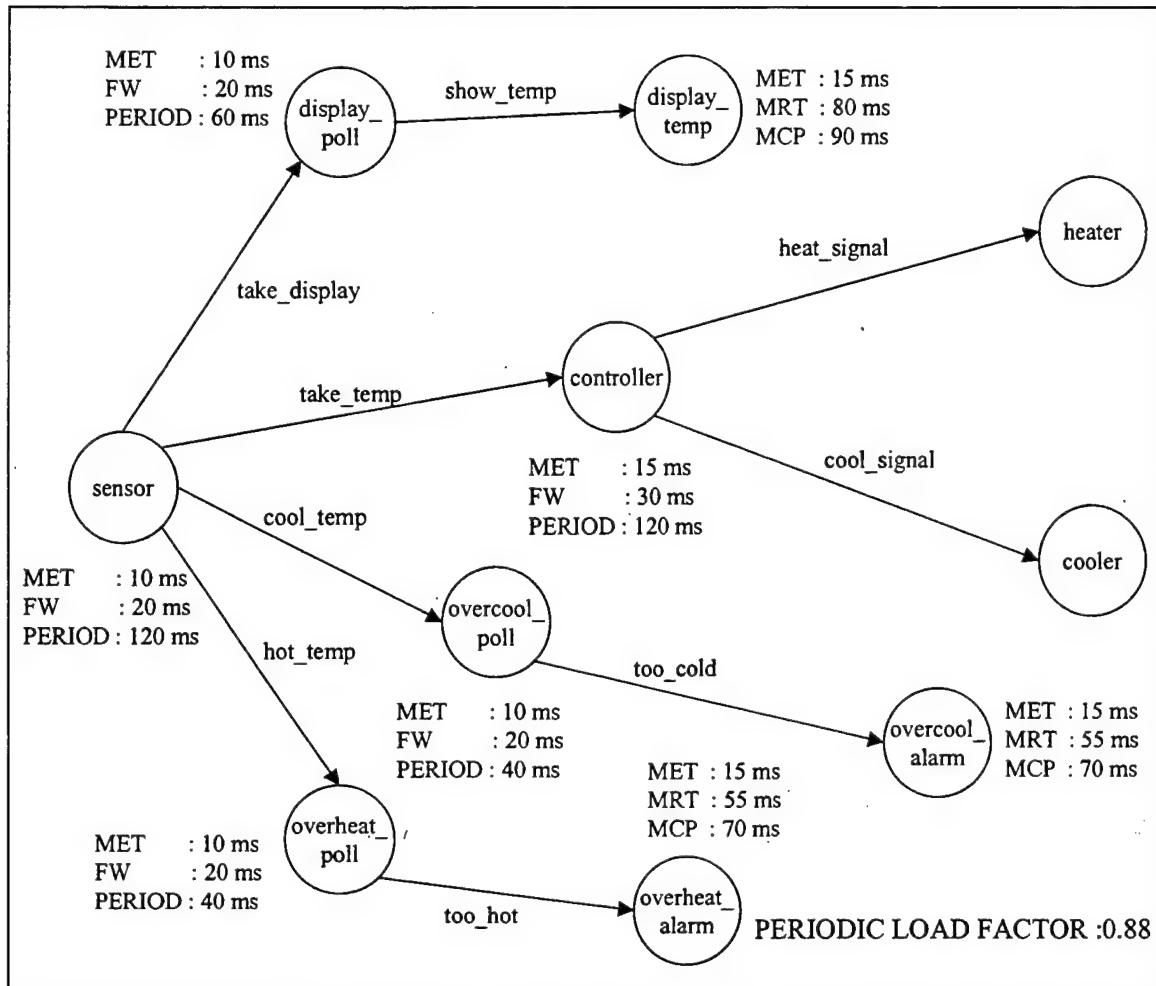 MET : 10 ms
FW : 20 ms
PERIOD : 60 ms
display_
poll
show_temp
display_
temp
MET : 15 ms
MRT : 80 ms
MCP : 90 ms
take_display
heat_signal
heater
take_temp
controller
MET : 15 ms
FW : 30 ms
PERIOD : 120 ms
cool_signal
cooler
sensor
MET : 10 ms
FW : 20 ms
PERIOD : 120 ms
cool_temp
overcool_
poll
MET : 10 ms
FW : 20 ms
PERIOD : 40 ms
too_cold
overcool_
alarm
MET : 15 ms
MRT : 55 ms
MCP : 70 ms
hot_temp
overheat_
poll
MET : 10 ms
FW : 20 ms
PERIOD : 40 ms
too_hot
MET : 15 ms
MRT : 55 ms
MCP : 70 ms
overheat_
alarm
PERIODIC LOAD FACTOR :0.88